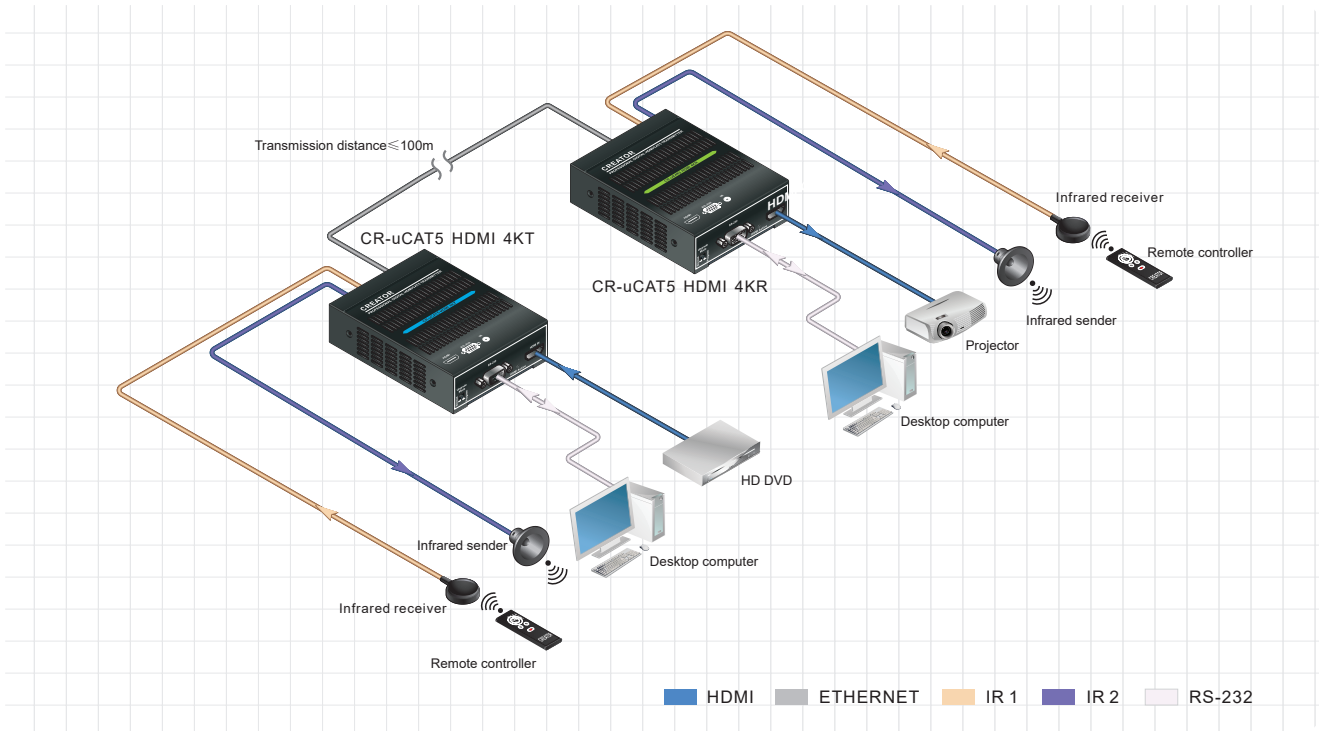 Transmission distance≤100m
CR-uCAT5 HDMI 4KT
CREATOR
CREATOR
HDMI
CR-uCAT5 HDMI 4KR
Infrared receiver
Remote controller
Infrared sender
Projector
Desktop computer
HD DVD
Infrared sender
Desktop computer
Infrared receiver
Remote controller
HDMI
ETHERNET
IR 1
IR 2
RS-232